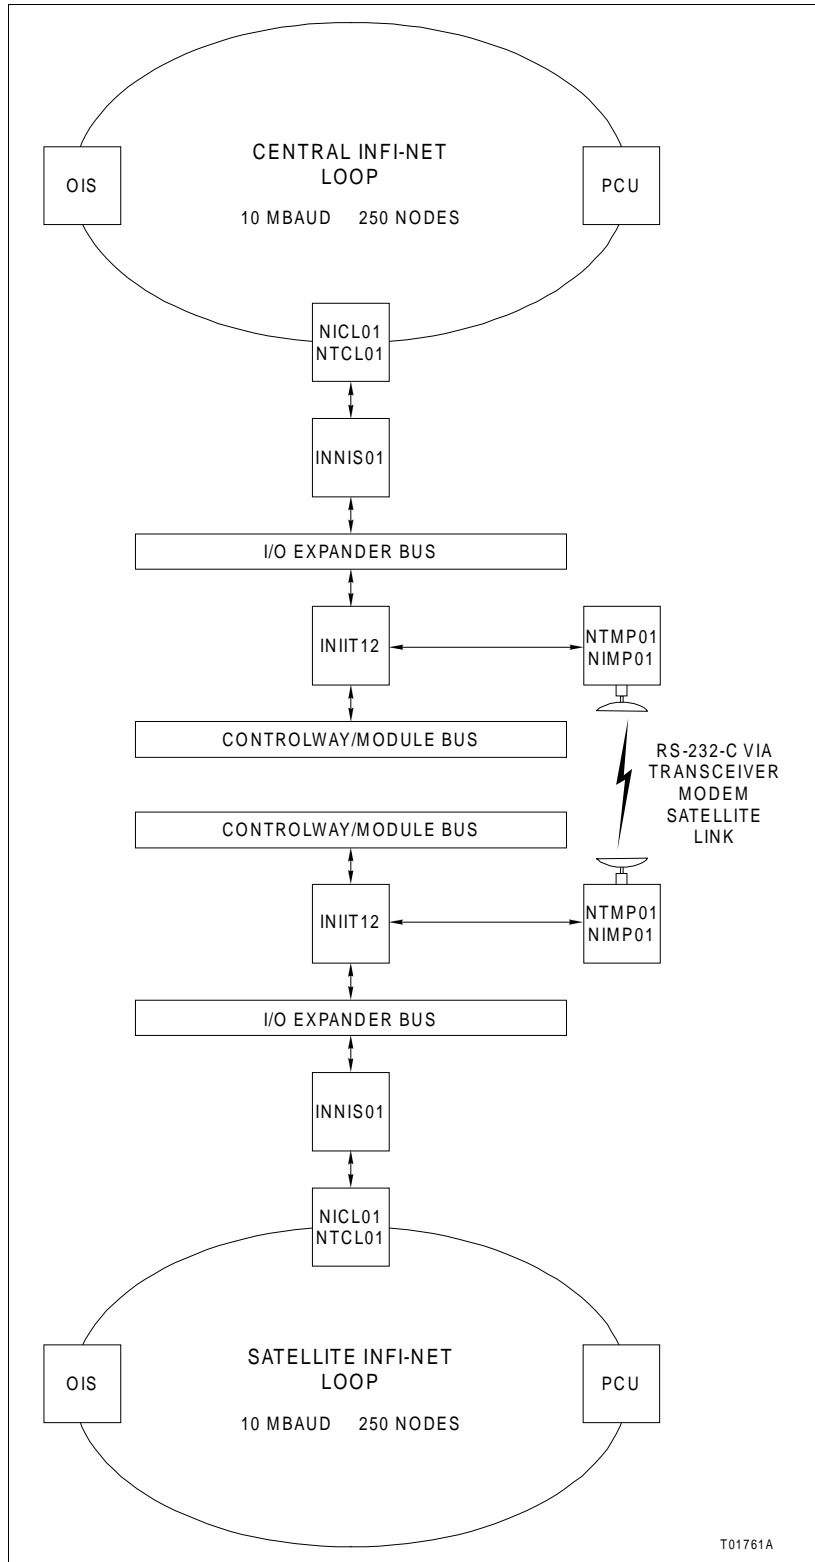 CENTRAL INFI-NET
LOOP
10 MBAUD 250 NODES
OIS
PCU
NICL01
NTCL01
INNIS01
I/O EXPANDER BUS
INIIT12
NTMP01
NIMP01
CONTROLWAY/MODULE BUS
RS-232-C VIA
TRANSCEIVER
MODEM
SATELLITE
LINK
CONTROLWAY/MODULE BUS
INIIT12
NTMP01
NIMP01
I/O EXPANDER BUS
INNIS01
NICL01
NTCL01
SATELLITE INFI-NET
LOOP
10 MBAUD 250 NODES
OIS
PCU
T01761A